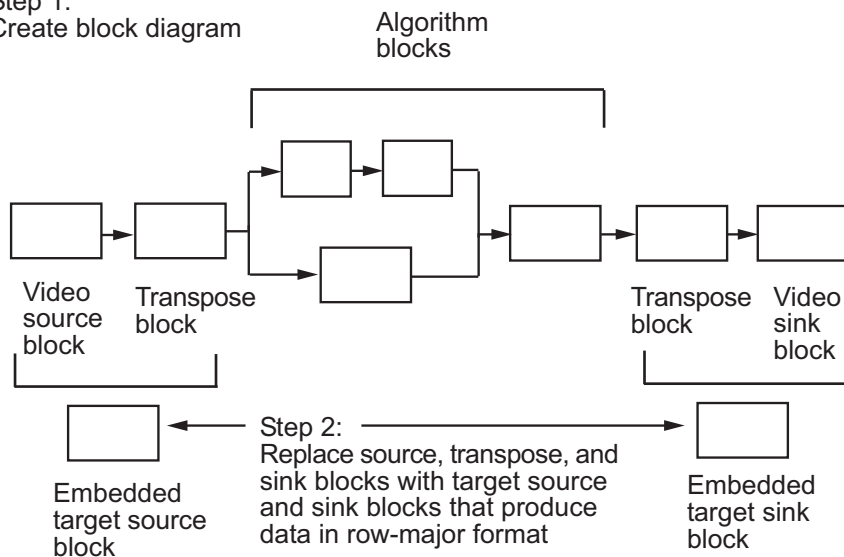 Step 1:
Create block diagram
Algorithm
blocks
Video
source
block
Transpose
block
Transpose
block
Video
sink
block
Step 2:
Replace source, transpose, and
sink blocks with target source
and sink blocks that produce
data in row-major format
Embedded
target source
block
Embedded
target sink
block